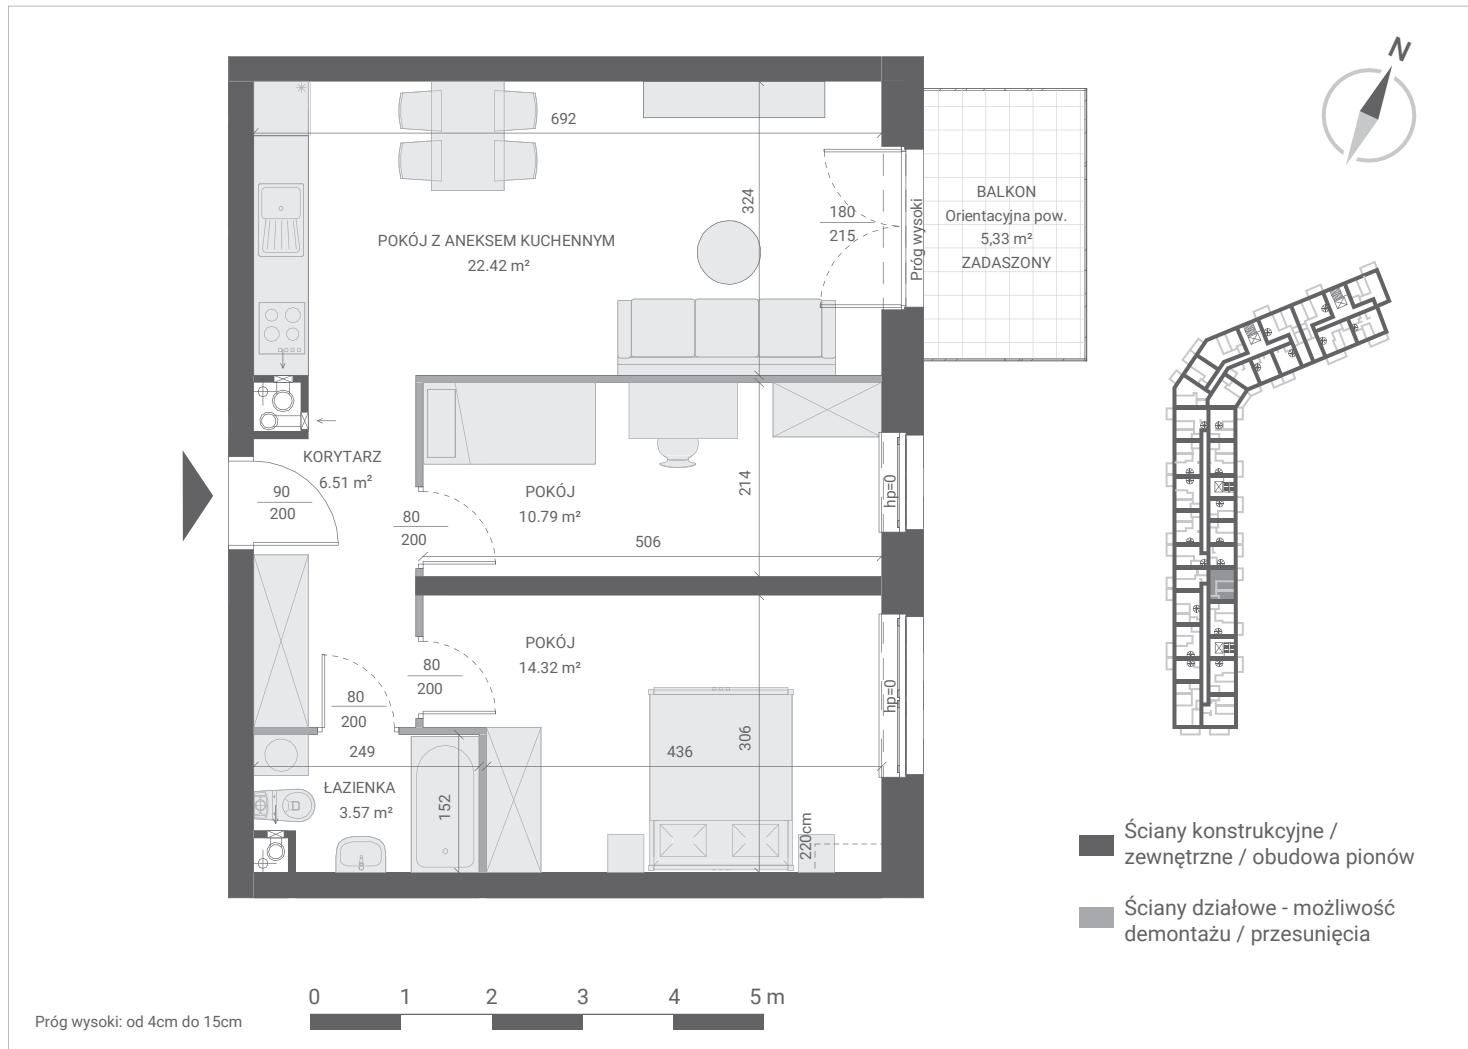 N
692
324
180
215
Próg wysoki
BALKON
Orientacyjna pow.
5,33 m²
ZADASZONY
POKÓJ Z ANEKSEM KUCHENNYM
22.42 m²
KORYTARZ
6.51 m²
90
200
80
200
POKÓJ
10.79 m²
214
hp=0
506
POKÓJ
14.32 m²
80
200
80
200
hp=0
249
306
436
ŁAZIENKA
3.57 m²
152
220cm
Ściany konstrukcyjne /
zewnętrzne / obudowa pionów
Ściany działowe - możliwość
demontażu / przesunięcia
0 1 2 3 4 5 m
Próg wysoki: od 4cm do 15cm